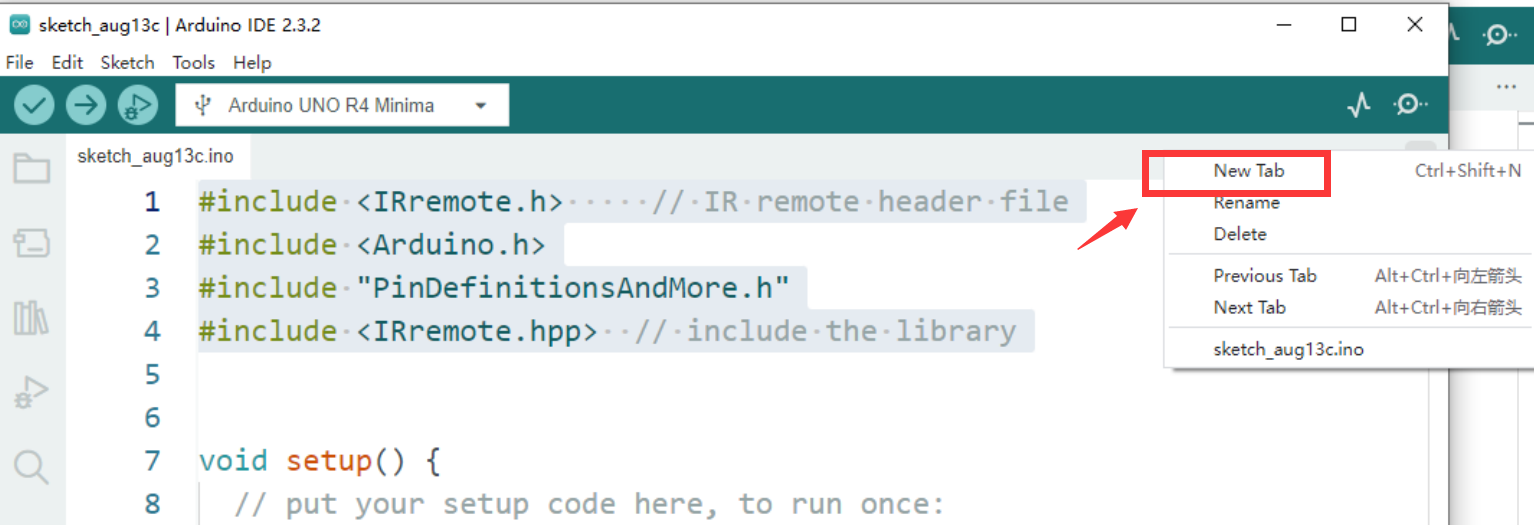 sketch_aug13c | Arduino IDE 2.3.2
File Edit Sketch Tools Help
Arduino UNO R4 Minima
sketch_aug13c.ino
1 #include <IRremote.h>     // IR remote header file
2 #include <Arduino.h>
3 #include "PinDefinitionsAndMore.h"
4 #include <IRremote.hpp>  // include the library
5
6
7 void setup() {
8   // put your setup code here, to run once:
New Tab Ctrl+Shift+N
Rename
Delete
Previous Tab Alt+Ctrl+向左箭头
Next Tab Alt+Ctrl+向右箭头
sketch_aug13c.ino